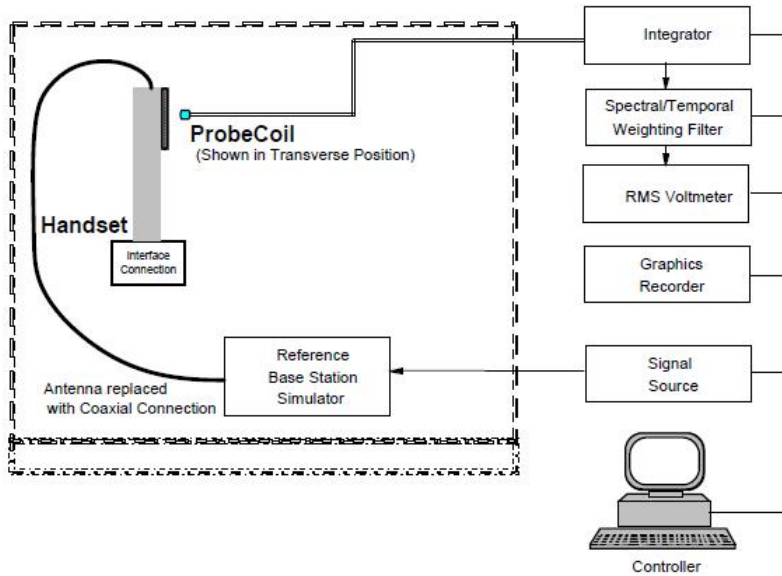 Integrator
Spectral/Temporal
Weighting Filter
RMS Voltmeter
Graphics
Recorder
Signal
Source
Controller
ProbeCoil
(Shown in Transverse Position)
Handset
Interface
Connection
Reference
Base Station
Simulator
Antenna replaced
with Coaxial Connection